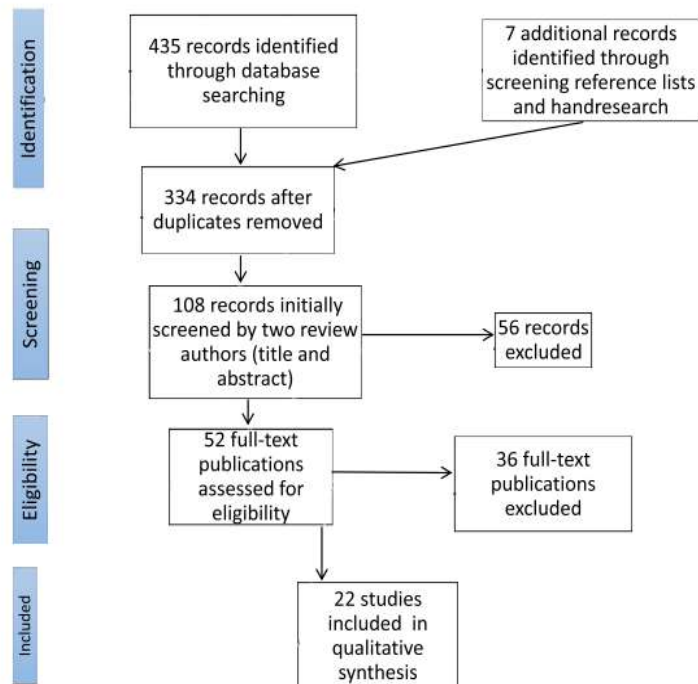 Identification
435 records identified
through database
searching
7 additional records
identified through
screening reference lists
and handresearch
334 records after
duplicates removed
Screening
108 records initially
screened by two review
authors (title and
abstract)
56 records
excluded
Eligibility
52 full-text
publications
assessed for
eligibility
36 full-text
publications
excluded
Included
22 studies
included in
qualitative
synthesis